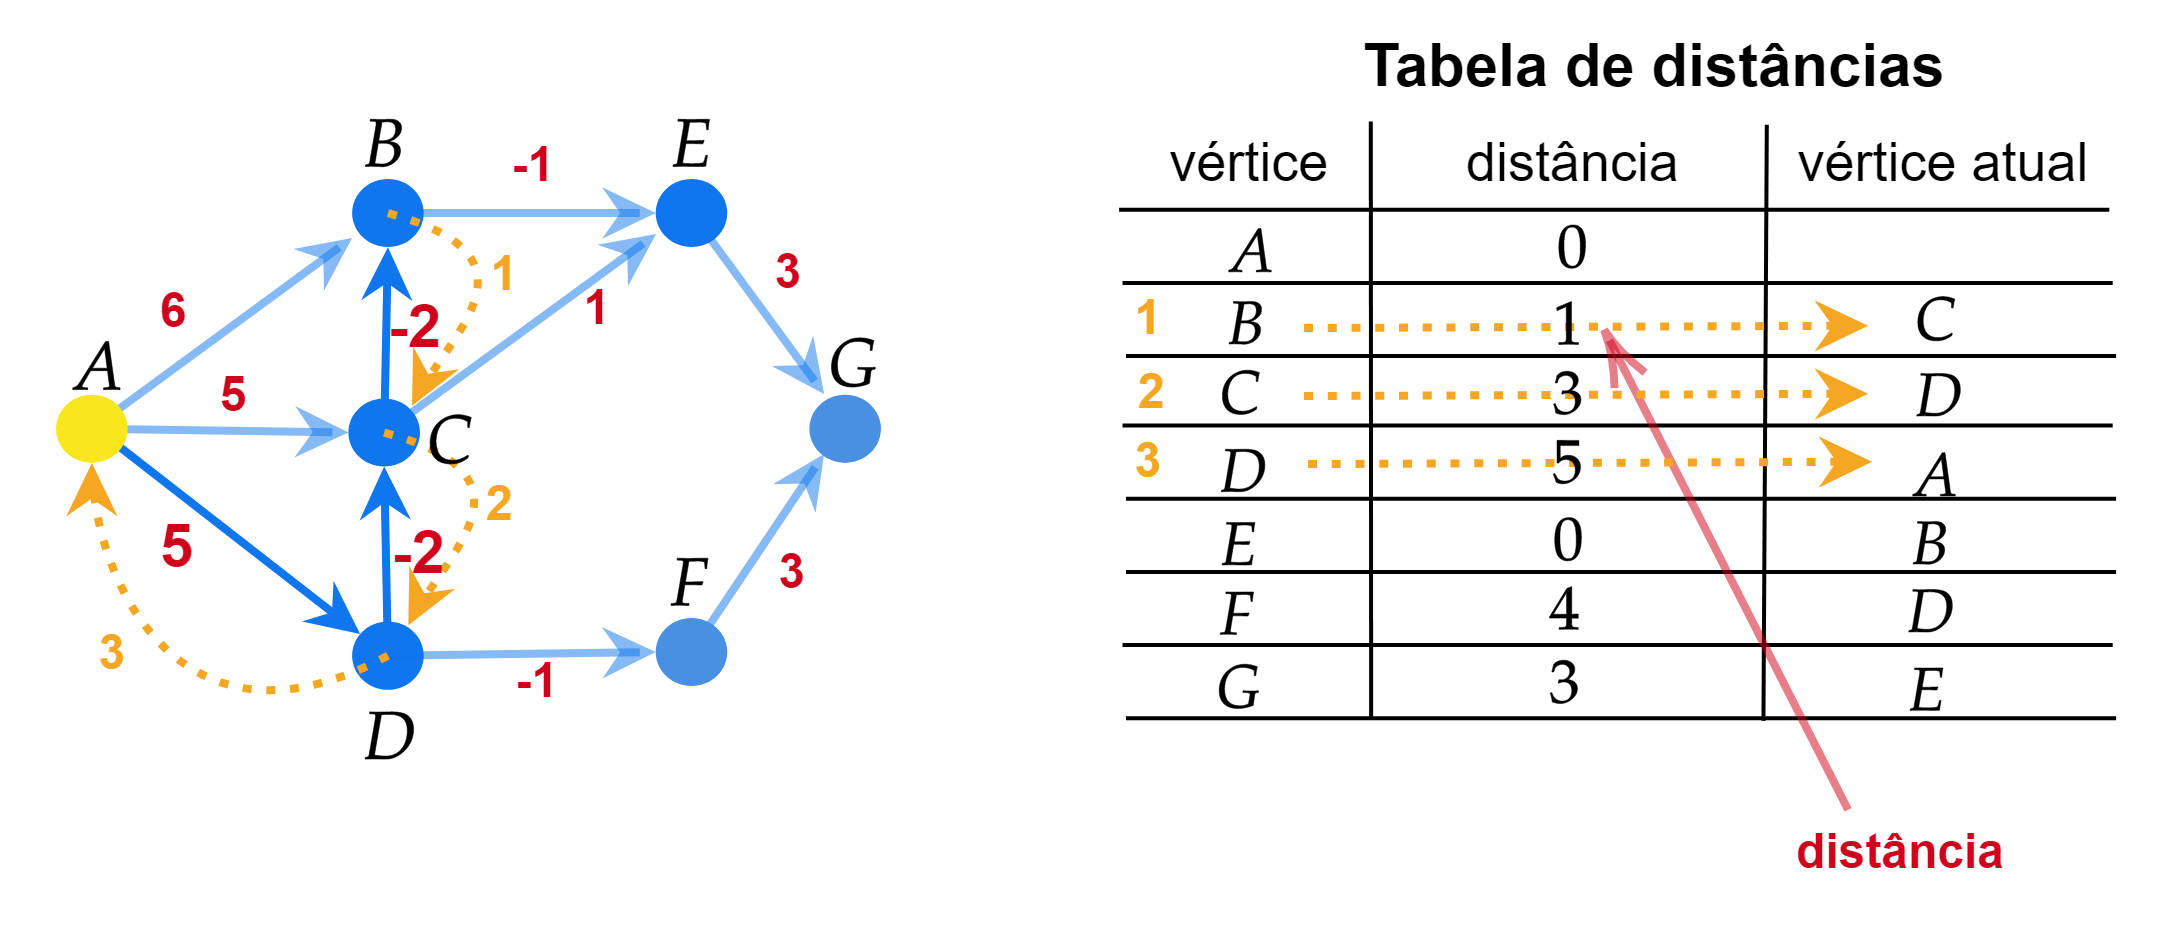 B
E
-1
6
1
-2
1
3
A
G
5
C
2
5
-2
F
3
3
-1
D
Tabela de distâncias
vértice distância vértice atual
A 0
1 B 1 C
2 C 3 D
3 D 5 A
E 0 B
F 4 D
G 3 E
distância